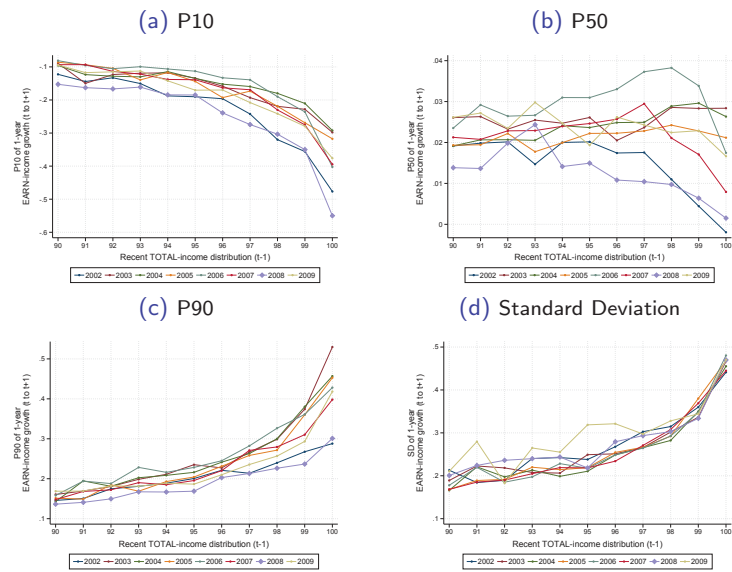 (a) P10
P10 of 1-year
EARN-income growth (t to t+1)
-.1
-.2
-.3
-.4
-.5
-.6
90 91 92 93 94 95 96 97 98 99 100
Recent TOTAL-income distribution (t-1)
2002 2003 2004 2005 2006 2007 2008 2009
(b) P50
P50 of 1-year
EARN-income growth (t to t+1)
.04
.03
.02
.01
0
90 91 92 93 94 95 96 97 98 99 100
Recent TOTAL-income distribution (t-1)
2002 2003 2004 2005 2006 2007 2008 2009
(c) P90
P90 of 1-year
EARN-income growth (t to t+1)
.5
.4
.3
.2
.1
90 91 92 93 94 95 96 97 98 99 100
Recent TOTAL-income distribution (t-1)
2002 2003 2004 2005 2006 2007 2008 2009
(d) Standard Deviation
SD of 1-year
EARN-income growth (t to t+1)
.5
.4
.3
.2
.1
90 91 92 93 94 95 96 97 98 99 100
Recent TOTAL-income distribution (t-1)
2002 2003 2004 2005 2006 2007 2008 2009